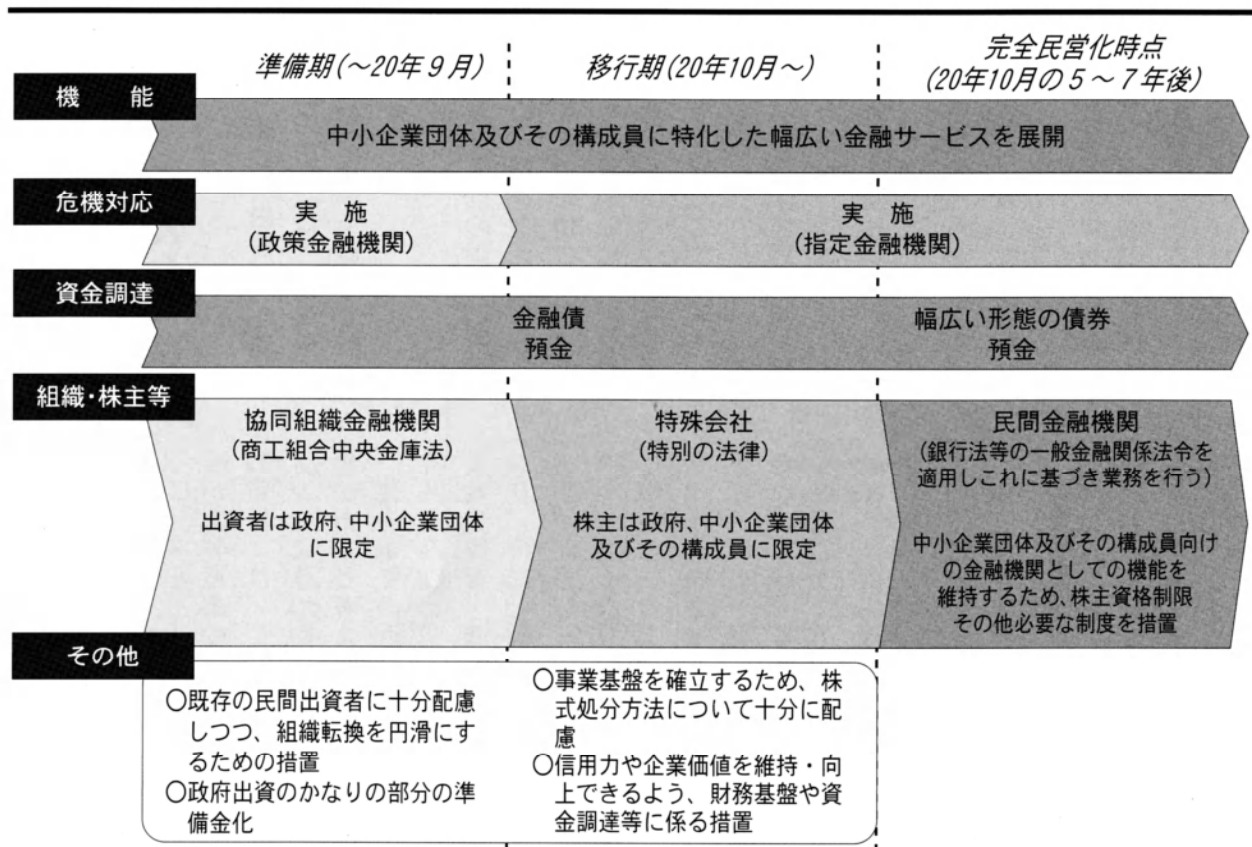 準備期(～20年9月)
移行期(20年10月～)
完全民営化時点
(20年10月の5～7年後)
機　能
中小企業団体及びその構成員に特化した幅広い金融サービスを展開
危機対応
実　施
(政策金融機関)
実　施
(指定金融機関)
資金調達
金融債
預金
幅広い形態の債券
預金
組織・株主等
協同組織金融機関
(商工組合中央金庫法)
出資者は政府、中小企業団体
に限定
特殊会社
(特別の法律)
株主は政府、中小企業団体
及びその構成員に限定
民間金融機関
(銀行法等の一般金融関係法令を
適用しこれに基づき業務を行う)
中小企業団体及びその構成員向け
の金融機関としての機能を
維持するため、株主資格制限
その他必要な制度を措置
その他
○既存の民間出資者に十分配慮
しつつ、組織転換を円滑にす
るための措置
○政府出資のかなりの部分の準
備金化
○事業基盤を確立するため、株
式処分方法について十分に配
慮
○信用力や企業価値を維持・向
上できるよう、財務基盤や資
金調達等に係る措置